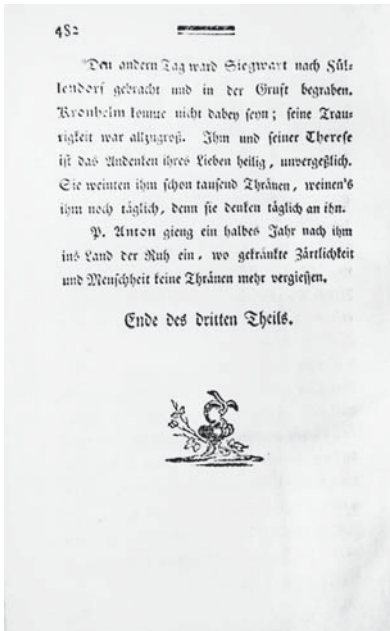 482
Den andern Tag ward Siegwart nach Fül-
lendorf gebracht und in der Gruft begraben.
Kronhelm konnte nicht dabey seyn; seine Trau-
rigkeit war allzugroß. Ihm und seiner Therese
ist das Andenken ihres Lieben heilig, unvergeßlich.
Sie weinten ihm schon tausend Thränen, weinen's
ihm noch täglich, denn sie denken täglich an ihn.
P. Anton gieng ein halbes Jahr nach ihm
ins Land der Ruh ein, wo gekränkte Zärtlichkeit
und Menschheit keine Thränen mehr vergiessen.
Ende des dritten Theils.